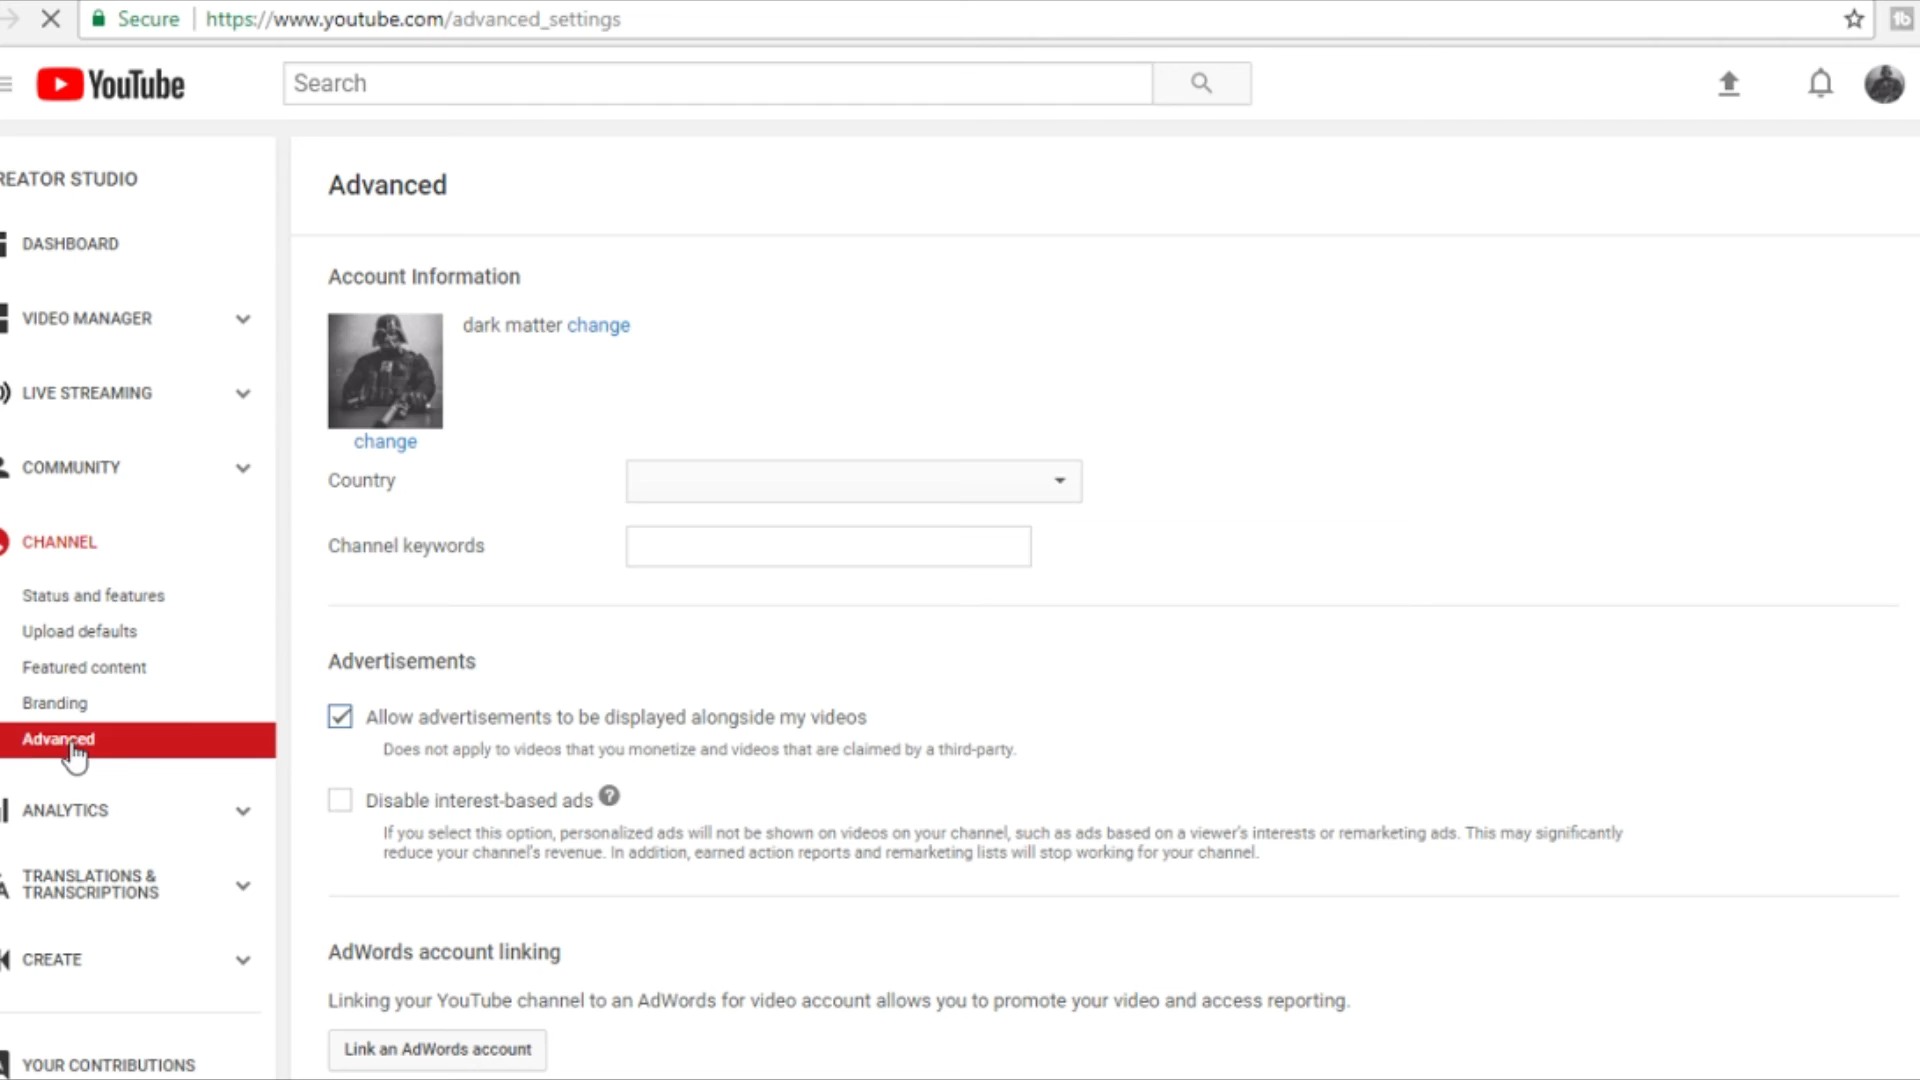 Secure
https://www.youtube.com/advanced_settings
YouTube
Search
REATOR STUDIO
DASHBOARD
VIDEO MANAGER
LIVE STREAMING
COMMUNITY
CHANNEL
Status and features
Upload defaults
Featured content
Branding
Advanced
ANALYTICS
TRANSLATIONS &
TRANSCRIPTIONS
CREATE
YOUR CONTRIBUTIONS
Advanced
Account Information
dark matter change
change
Country
Channel keywords
Advertisements
Allow advertisements to be displayed alongside my videos
Does not apply to videos that you monetize and videos that are claimed by a third-party.
Disable interest-based ads ?
If you select this option, personalized ads will not be shown on videos on your channel, such as ads based on a viewer's interests or remarketing ads. This may significantly
reduce your channel's revenue. In addition, earned action reports and remarketing lists will stop working for your channel.
AdWords account linking
Linking your YouTube channel to an AdWords for video account allows you to promote your video and access reporting.
Link an AdWords account